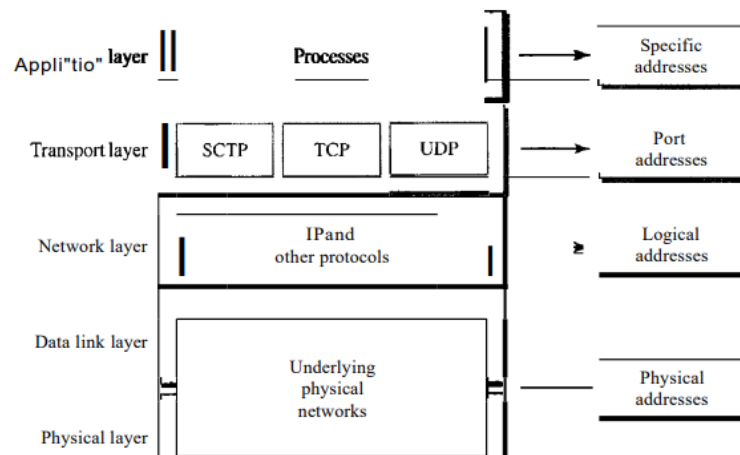 Appli"tio" layer
Processes
Specific
addresses
Transport layer
SCTP
TCP
UDP
Port
addresses
Network layer
IPand
other protocols
Logical
addresses
Data link layer
Underlying
physical
networks
Physical
addresses
Physical layer